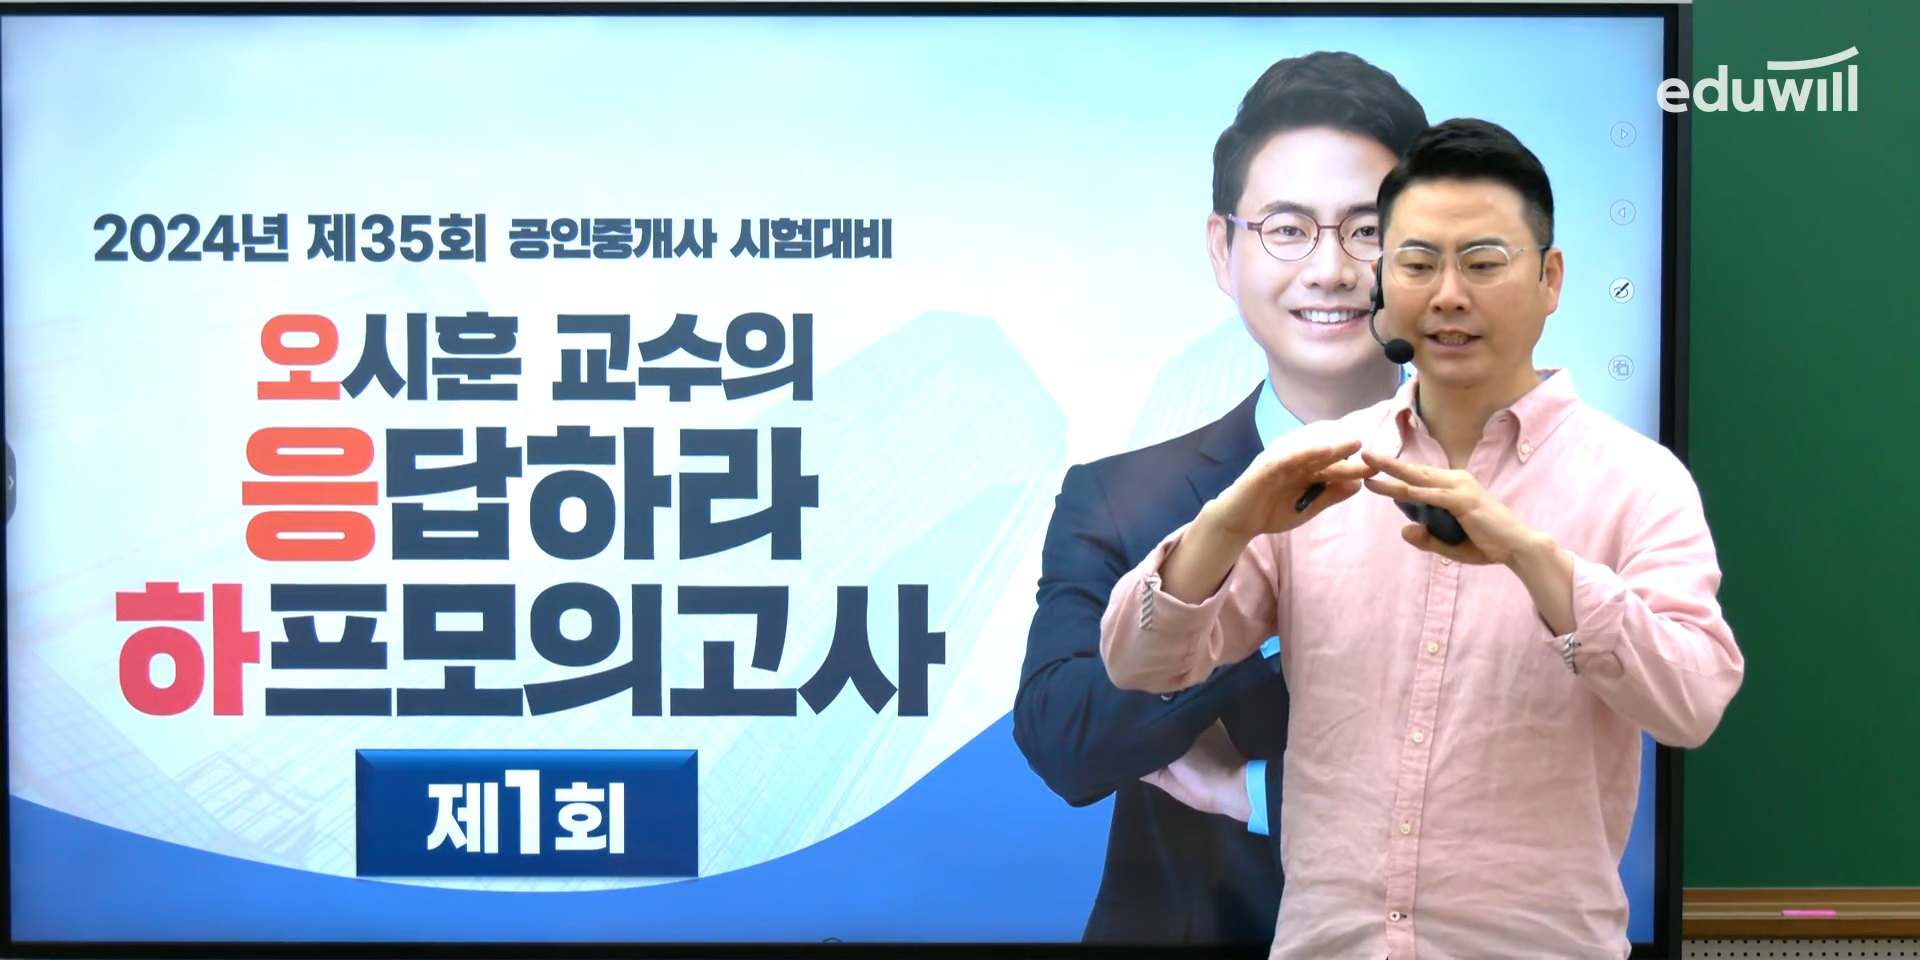 eduwill
2024년 제35회 공인중개사 시험대비
오시훈 교수의
응답하라
하프모의고사
제1회